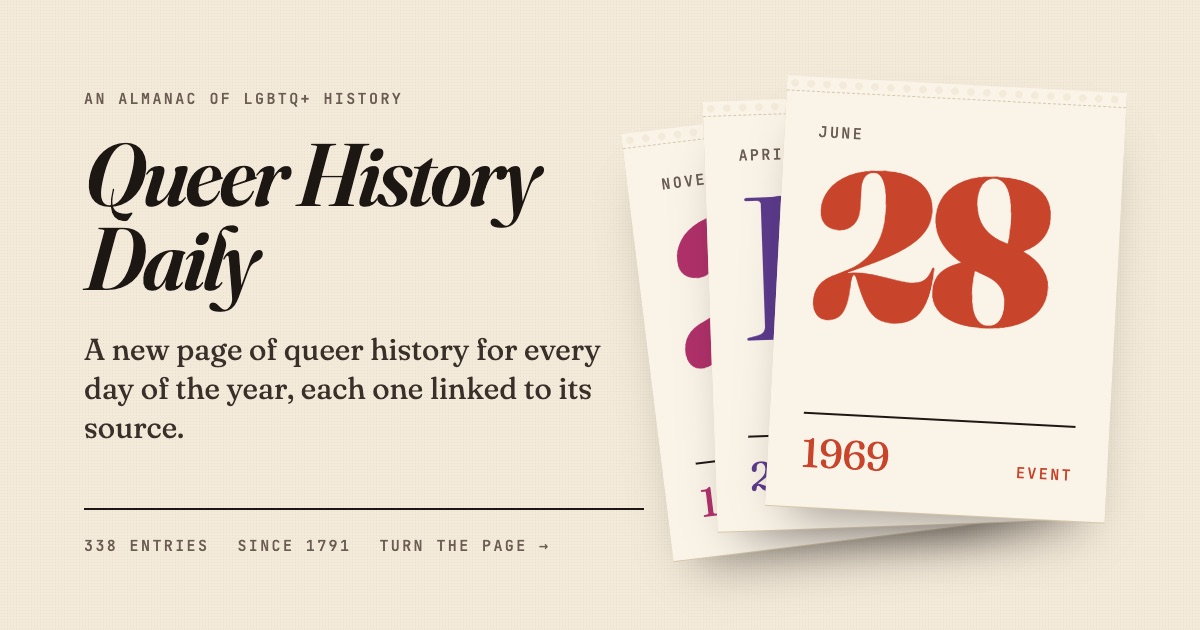 AN ALMANAC OF LGBTQ+ HISTORY
Queer History
Daily
A new page of queer history for every
day of the year, each one linked to its
source.
338 ENTRIES SINCE 1791 TURN THE PAGE →
JUNE
28
1969
EVENT